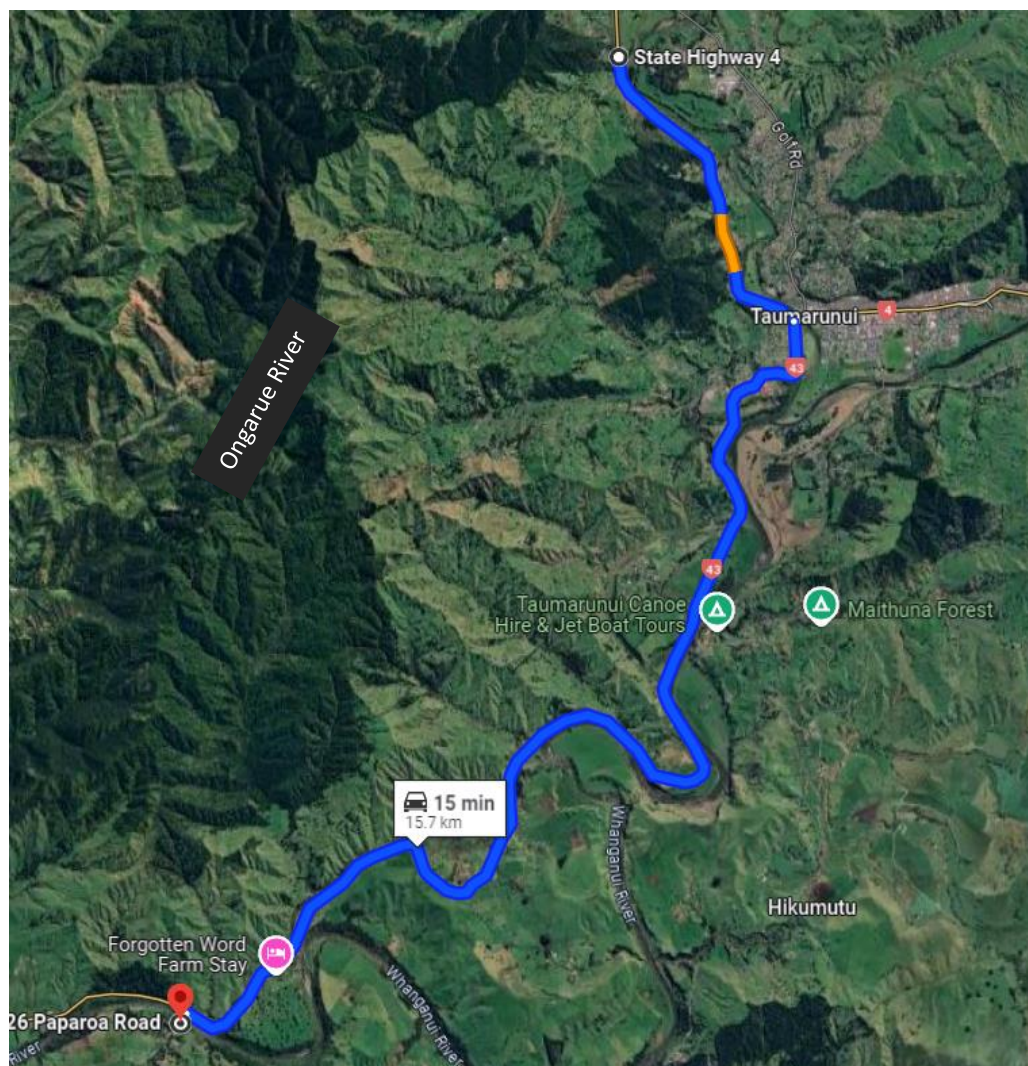 State Highway 4
Golf Rd
Taumarunui
4
43
Ongarue River
43
Taumarunui Canoe
Hire & Jet Boat Tours
Maithuna Forest
15 min
15.7 km
Whanganui River
Hikumutu
Forgotten Word
Farm Stay
Whanganui River
26 Paparoa Road
River